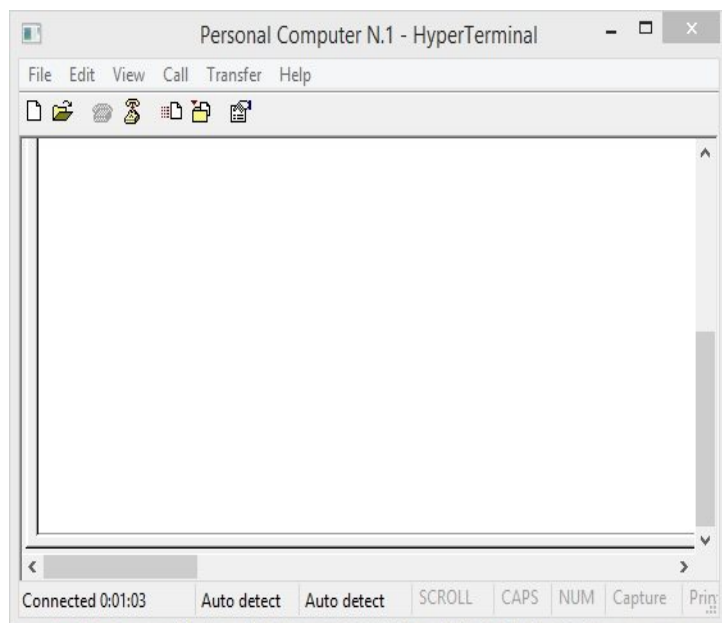 Personal Computer N.1 - HyperTerminal
File Edit View Call Transfer Help
Connected 0:01:03 Auto detect Auto detect SCROLL CAPS NUM Capture Prin